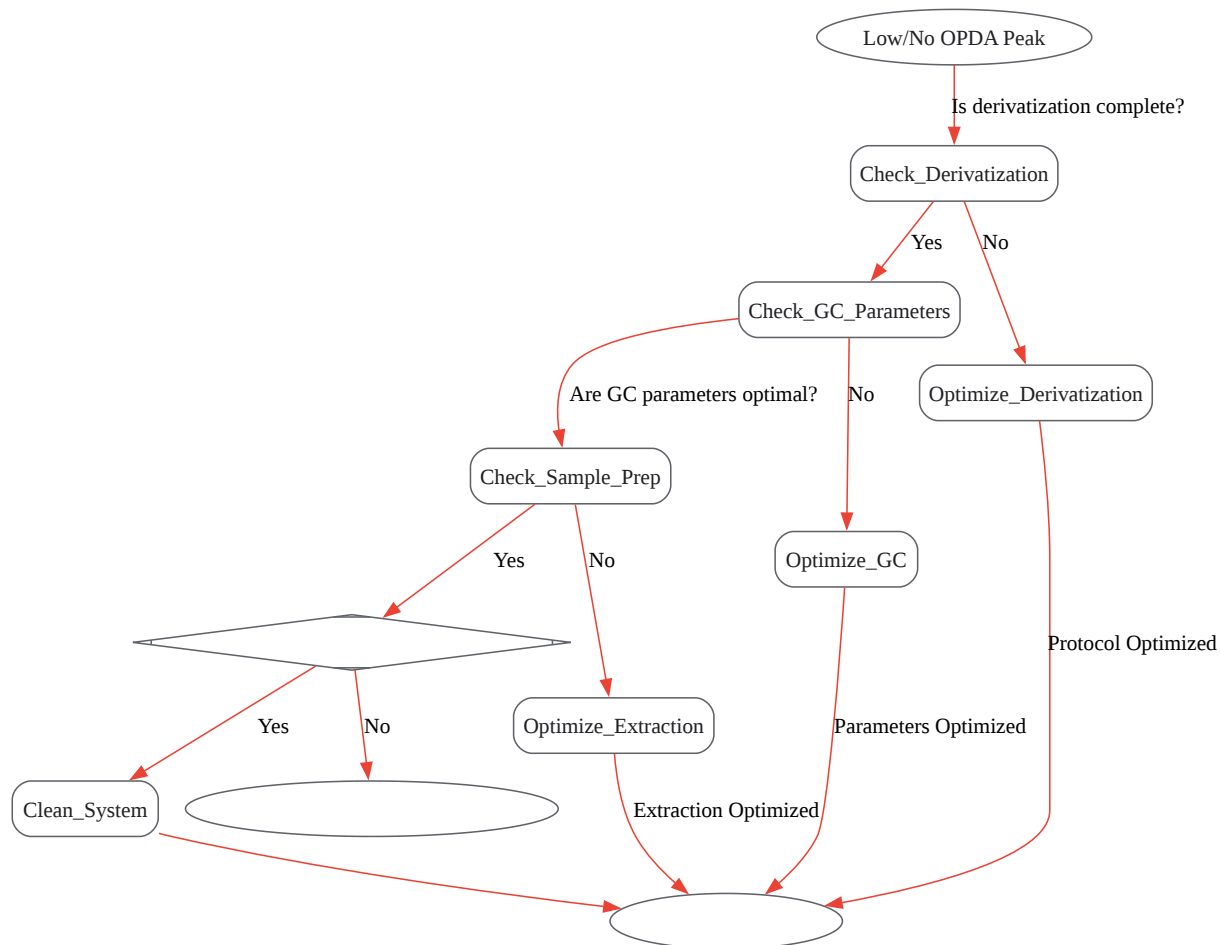 Low/No OPDA Peak
Is derivatization complete?
Check_Derivatization
Yes
No
Check_GC_Parameters
Are GC parameters optimal?
No
Optimize_Derivatization
Check_Sample_Prep
Yes
No
Optimize_GC
Protocol Optimized
Yes
No
Optimize_Extraction
Parameters Optimized
Clean_System
Extraction Optimized